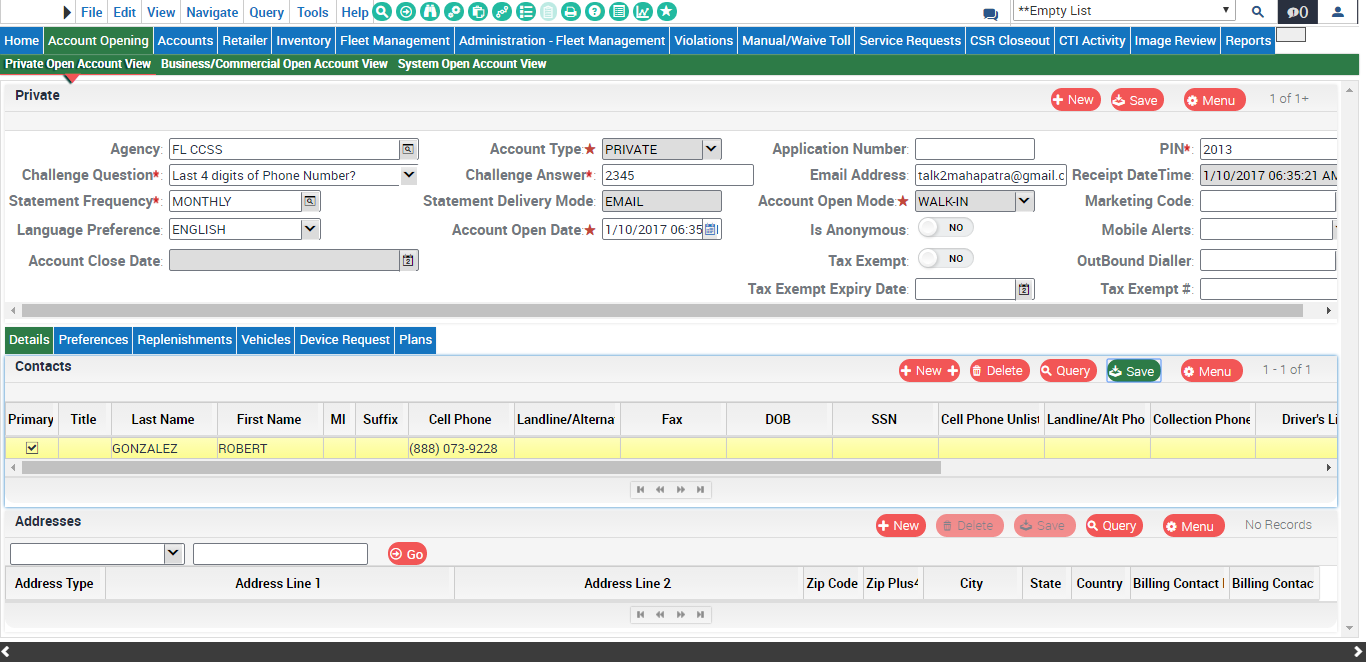 File Edit View Navigate Query Tools Help **Empty List 0
Home Account Opening Accounts Retailer Inventory Fleet Management Administration - Fleet Management Violations Manual/Waive Toll Service Requests CSR Closeout CTI Activity Image Review Reports
Private Open Account View Business/Commercial Open Account View System Open Account View
Private New Save Menu 1 of 1+
Agency: FL CCSS Account Type: PRIVATE Application Number: PIN*: 2013
Challenge Question*: Last 4 digits of Phone Number? Challenge Answer*: 2345 Email Address: talk2mahapatra@gmail.c Receipt DateTime: 1/10/2017 06:35:21 AM
Statement Frequency*: MONTHLY Statement Delivery Mode: EMAIL Account Open Mode: WALK-IN Marketing Code:
Language Preference: ENGLISH Account Open Date: 1/10/2017 06:35 Is Anonymous: NO Mobile Alerts:
Account Close Date: Tax Exempt: NO OutBound Dialler:
Tax Exempt Expiry Date: Tax Exempt #:
Details Preferences Replenishments Vehicles Device Request Plans
Contacts New Delete Query Save Menu 1 - 1 of 1
Primary Title Last Name First Name MI Suffix Cell Phone Landline/Alterna Fax DOB SSN Cell Phone Unlist Landline/Alt Pho Collection Phone Driver's Li
GONZALEZ ROBERT (888) 073-9228
Addresses New Delete Save Query Menu No Records
Go
Address Type Address Line 1 Address Line 2 Zip Code Zip Plus4 City State Country Billing Contact Billing Contac